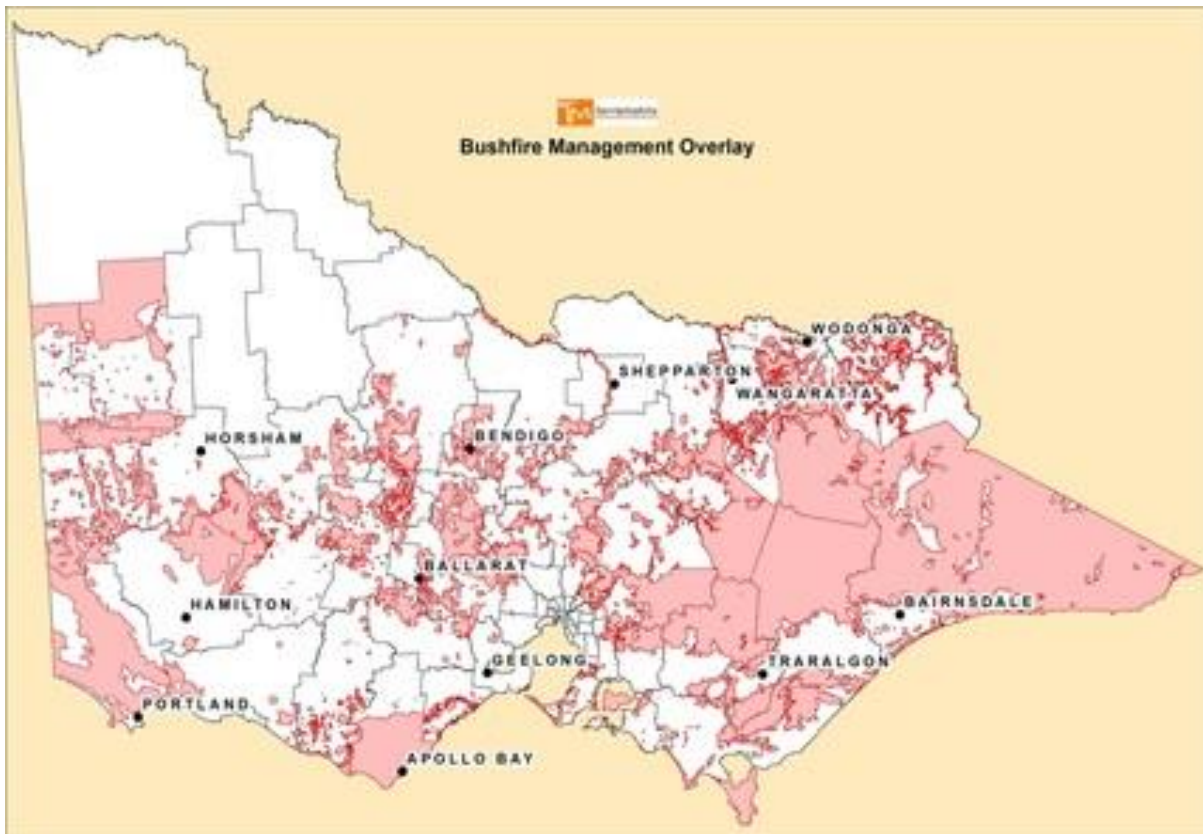 Bushfire Management Overlay
WODONGA
SHEPPARTON
WANGARATTA
HORSHAM
BENDIGO
BALLARAT
HAMILTON
BAIRNSDALE
GEELONG
TRARALGON
PORTLAND
APOLLO BAY